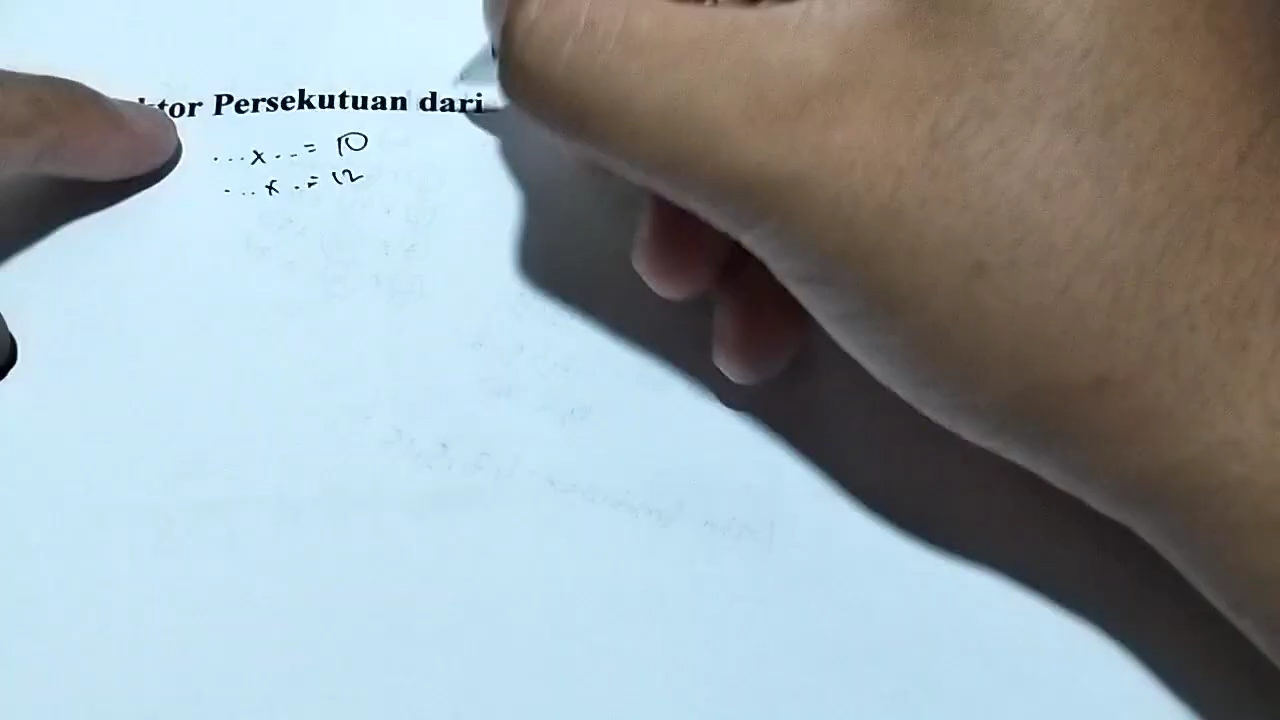 ktor Persekutuan dari
...x..= 10
...x.= 12